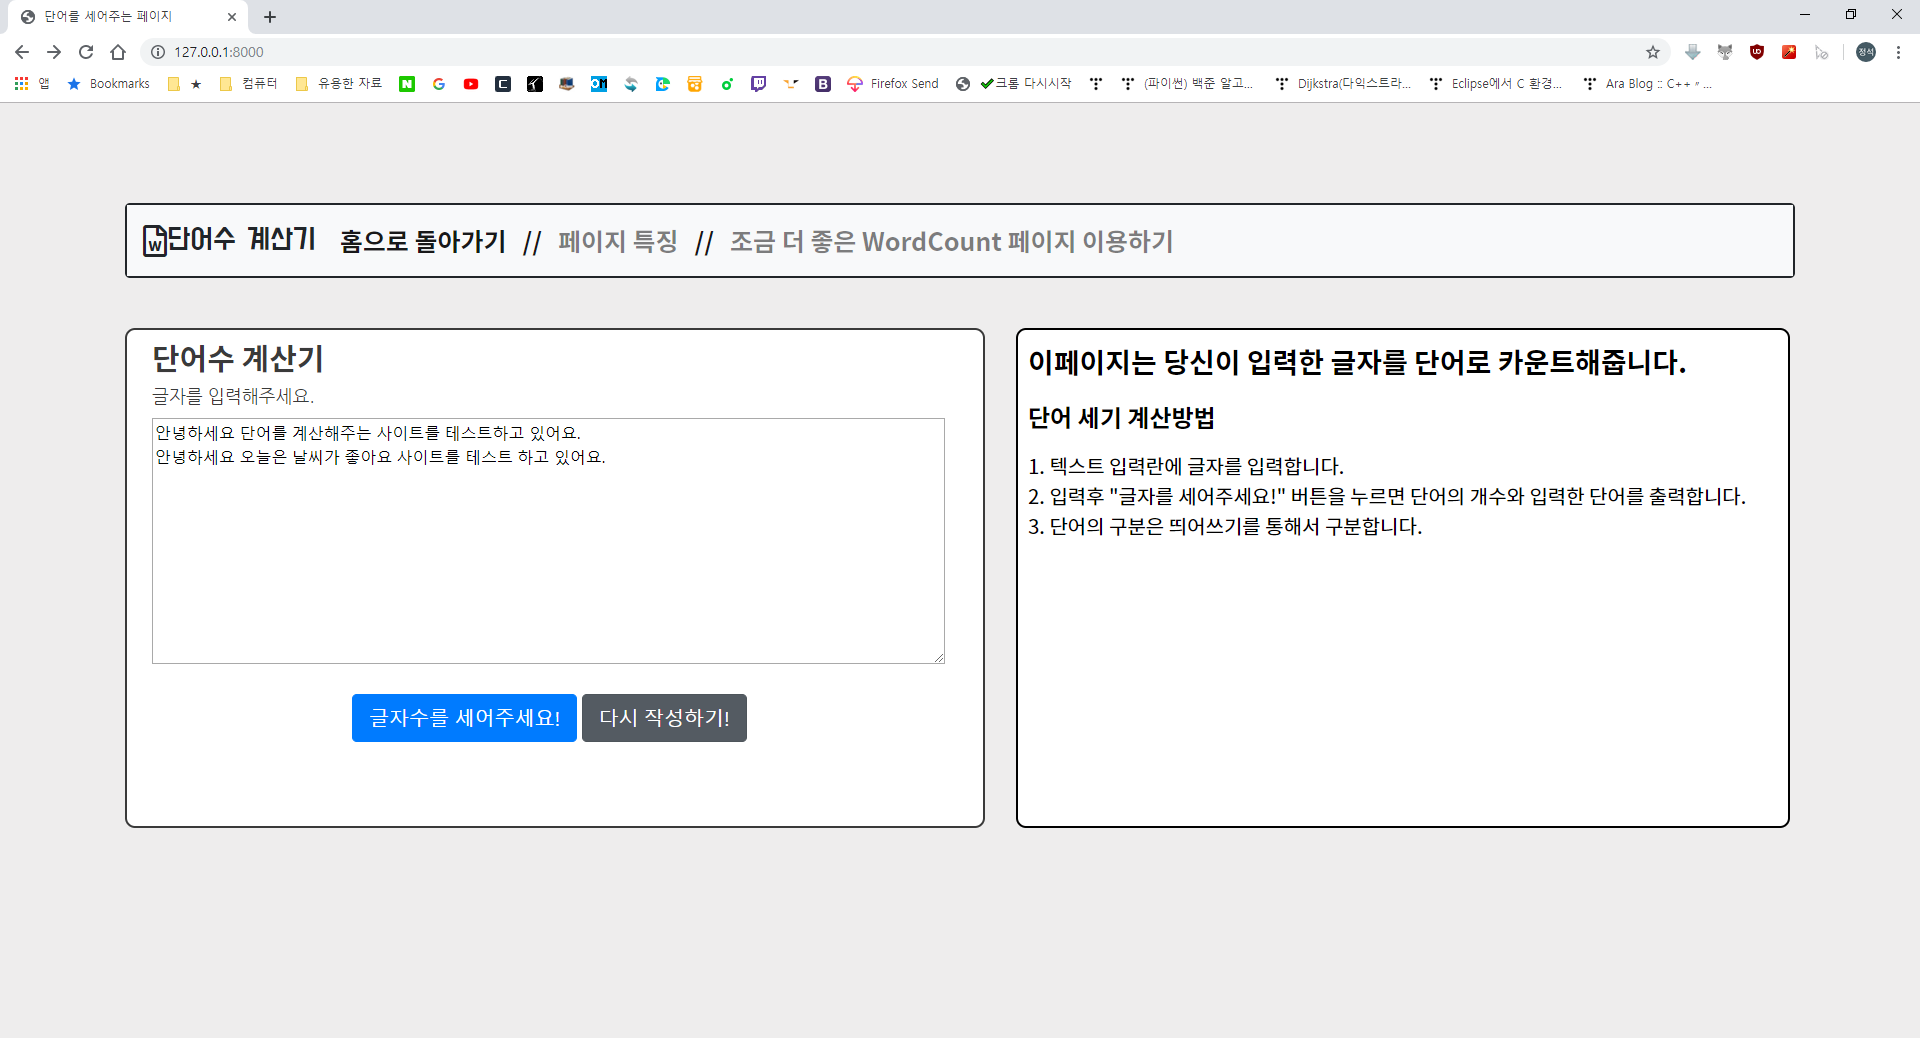 단어를 세어주는 페이지
127.0.0.1:8000
정석
앱 Bookmarks ★ 컴퓨터 유용한 자료 Firefox Send 크롬 다시시작 (파이썬) 백준 알고... Dijkstra(다익스트라... Eclipse에서 C 환경... Ara Blog :: C++ ...
단어수 계산기 홈으로 돌아가기 // 페이지 특징 // 조금 더 좋은 WordCount 페이지 이용하기
단어수 계산기
글자를 입력해주세요.
안녕하세요 단어를 계산해주는 사이트를 테스트하고 있어요.
안녕하세요 오늘은 날씨가 좋아요 사이트를 테스트 하고 있어요.
글자수를 세어주세요! 다시 작성하기!
이페이지는 당신이 입력한 글자를 단어로 카운트해줍니다.
단어 세기 계산방법
1. 텍스트 입력란에 글자를 입력합니다.
2. 입력후 "글자를 세어주세요!" 버튼을 누르면 단어의 개수와 입력한 단어를 출력합니다.
3. 단어의 구분은 띄어쓰기를 통해서 구분합니다.